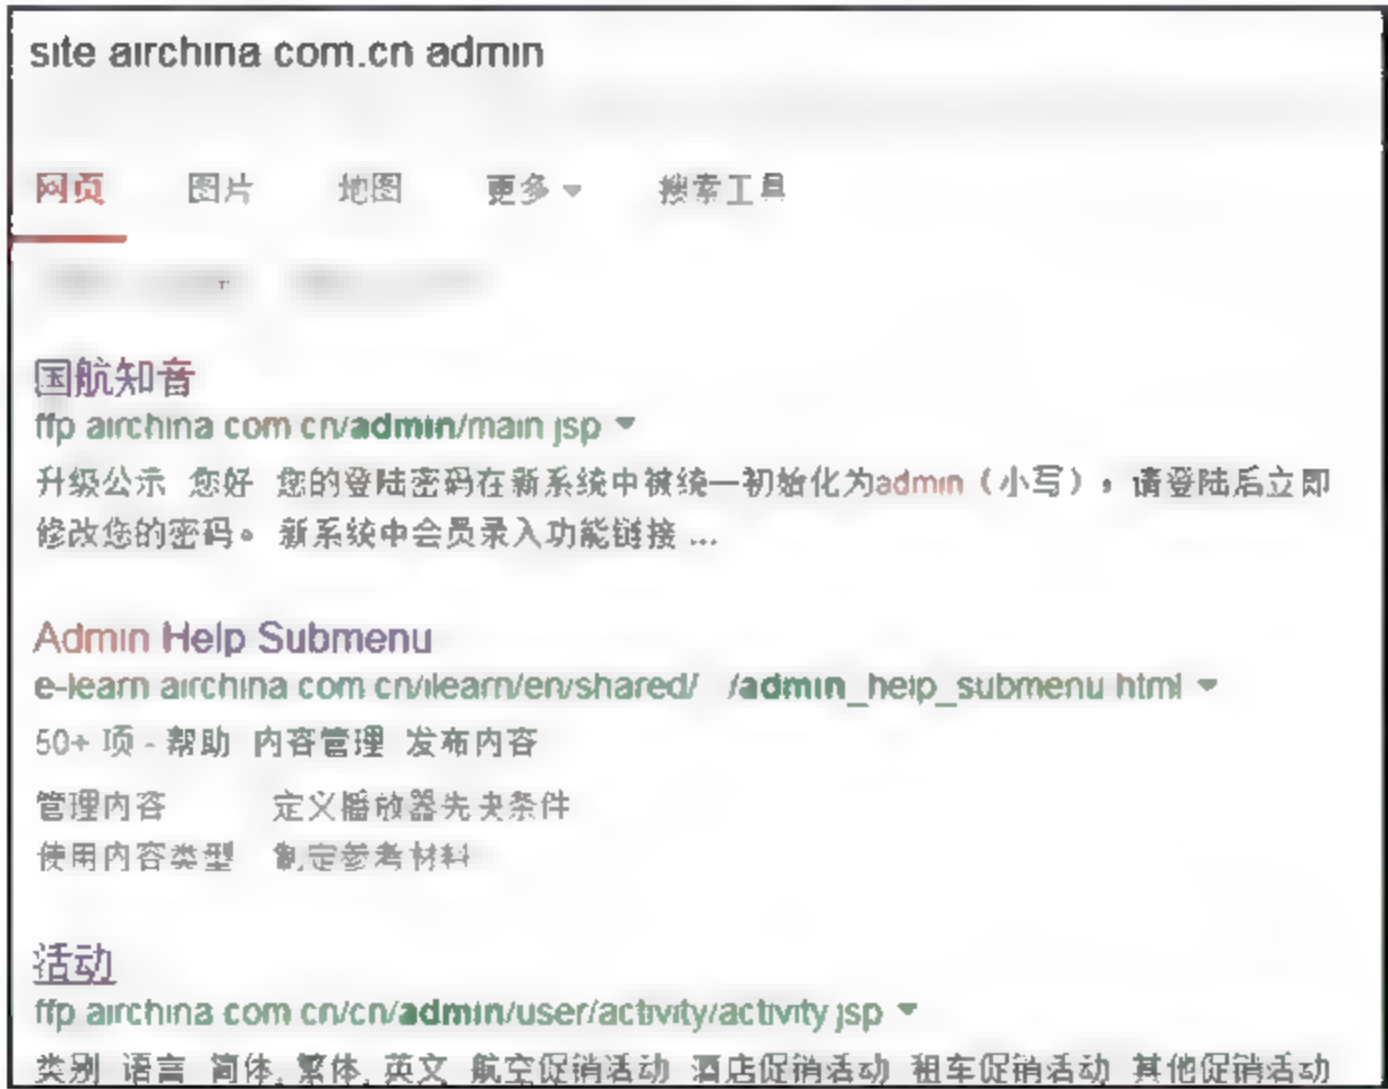 site airchina com.cn admin
网页 图片 地图 更多 搜索工具
国航知音
ffp airchina com cn/admin/main jsp
升级公示 您好 您的登陆密码在新系统中被统一初始化为admin（小写）。请登陆后立即
修改您的密码。 新系统中会员录入功能链接 ...
Admin Help Submenu
e-learn airchina com cn/ilearn/en/shared/ /admin_help_submenu html
50+ 项 - 帮助 内容管理 发布内容
管理内容 定义播放器先决条件
使用内容类型 制定参考材料
活动
ffp airchina com cn/cn/admin/user/activity/activity jsp
类别 语言 简体, 繁体, 英文 航空促销活动 酒店促销活动 租车促销活动 其他促销活动